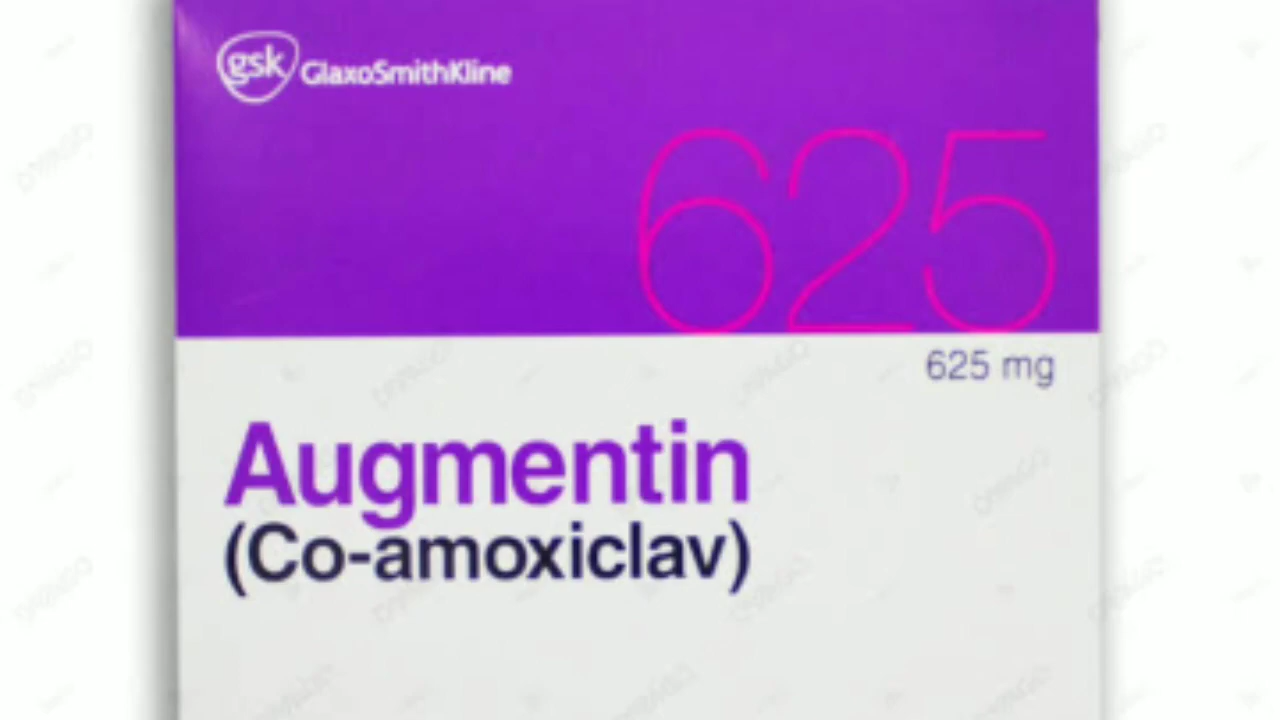 gsk GlaxoSmithKline
625
625 mg
Augmentin
(Co-amoxiclav)